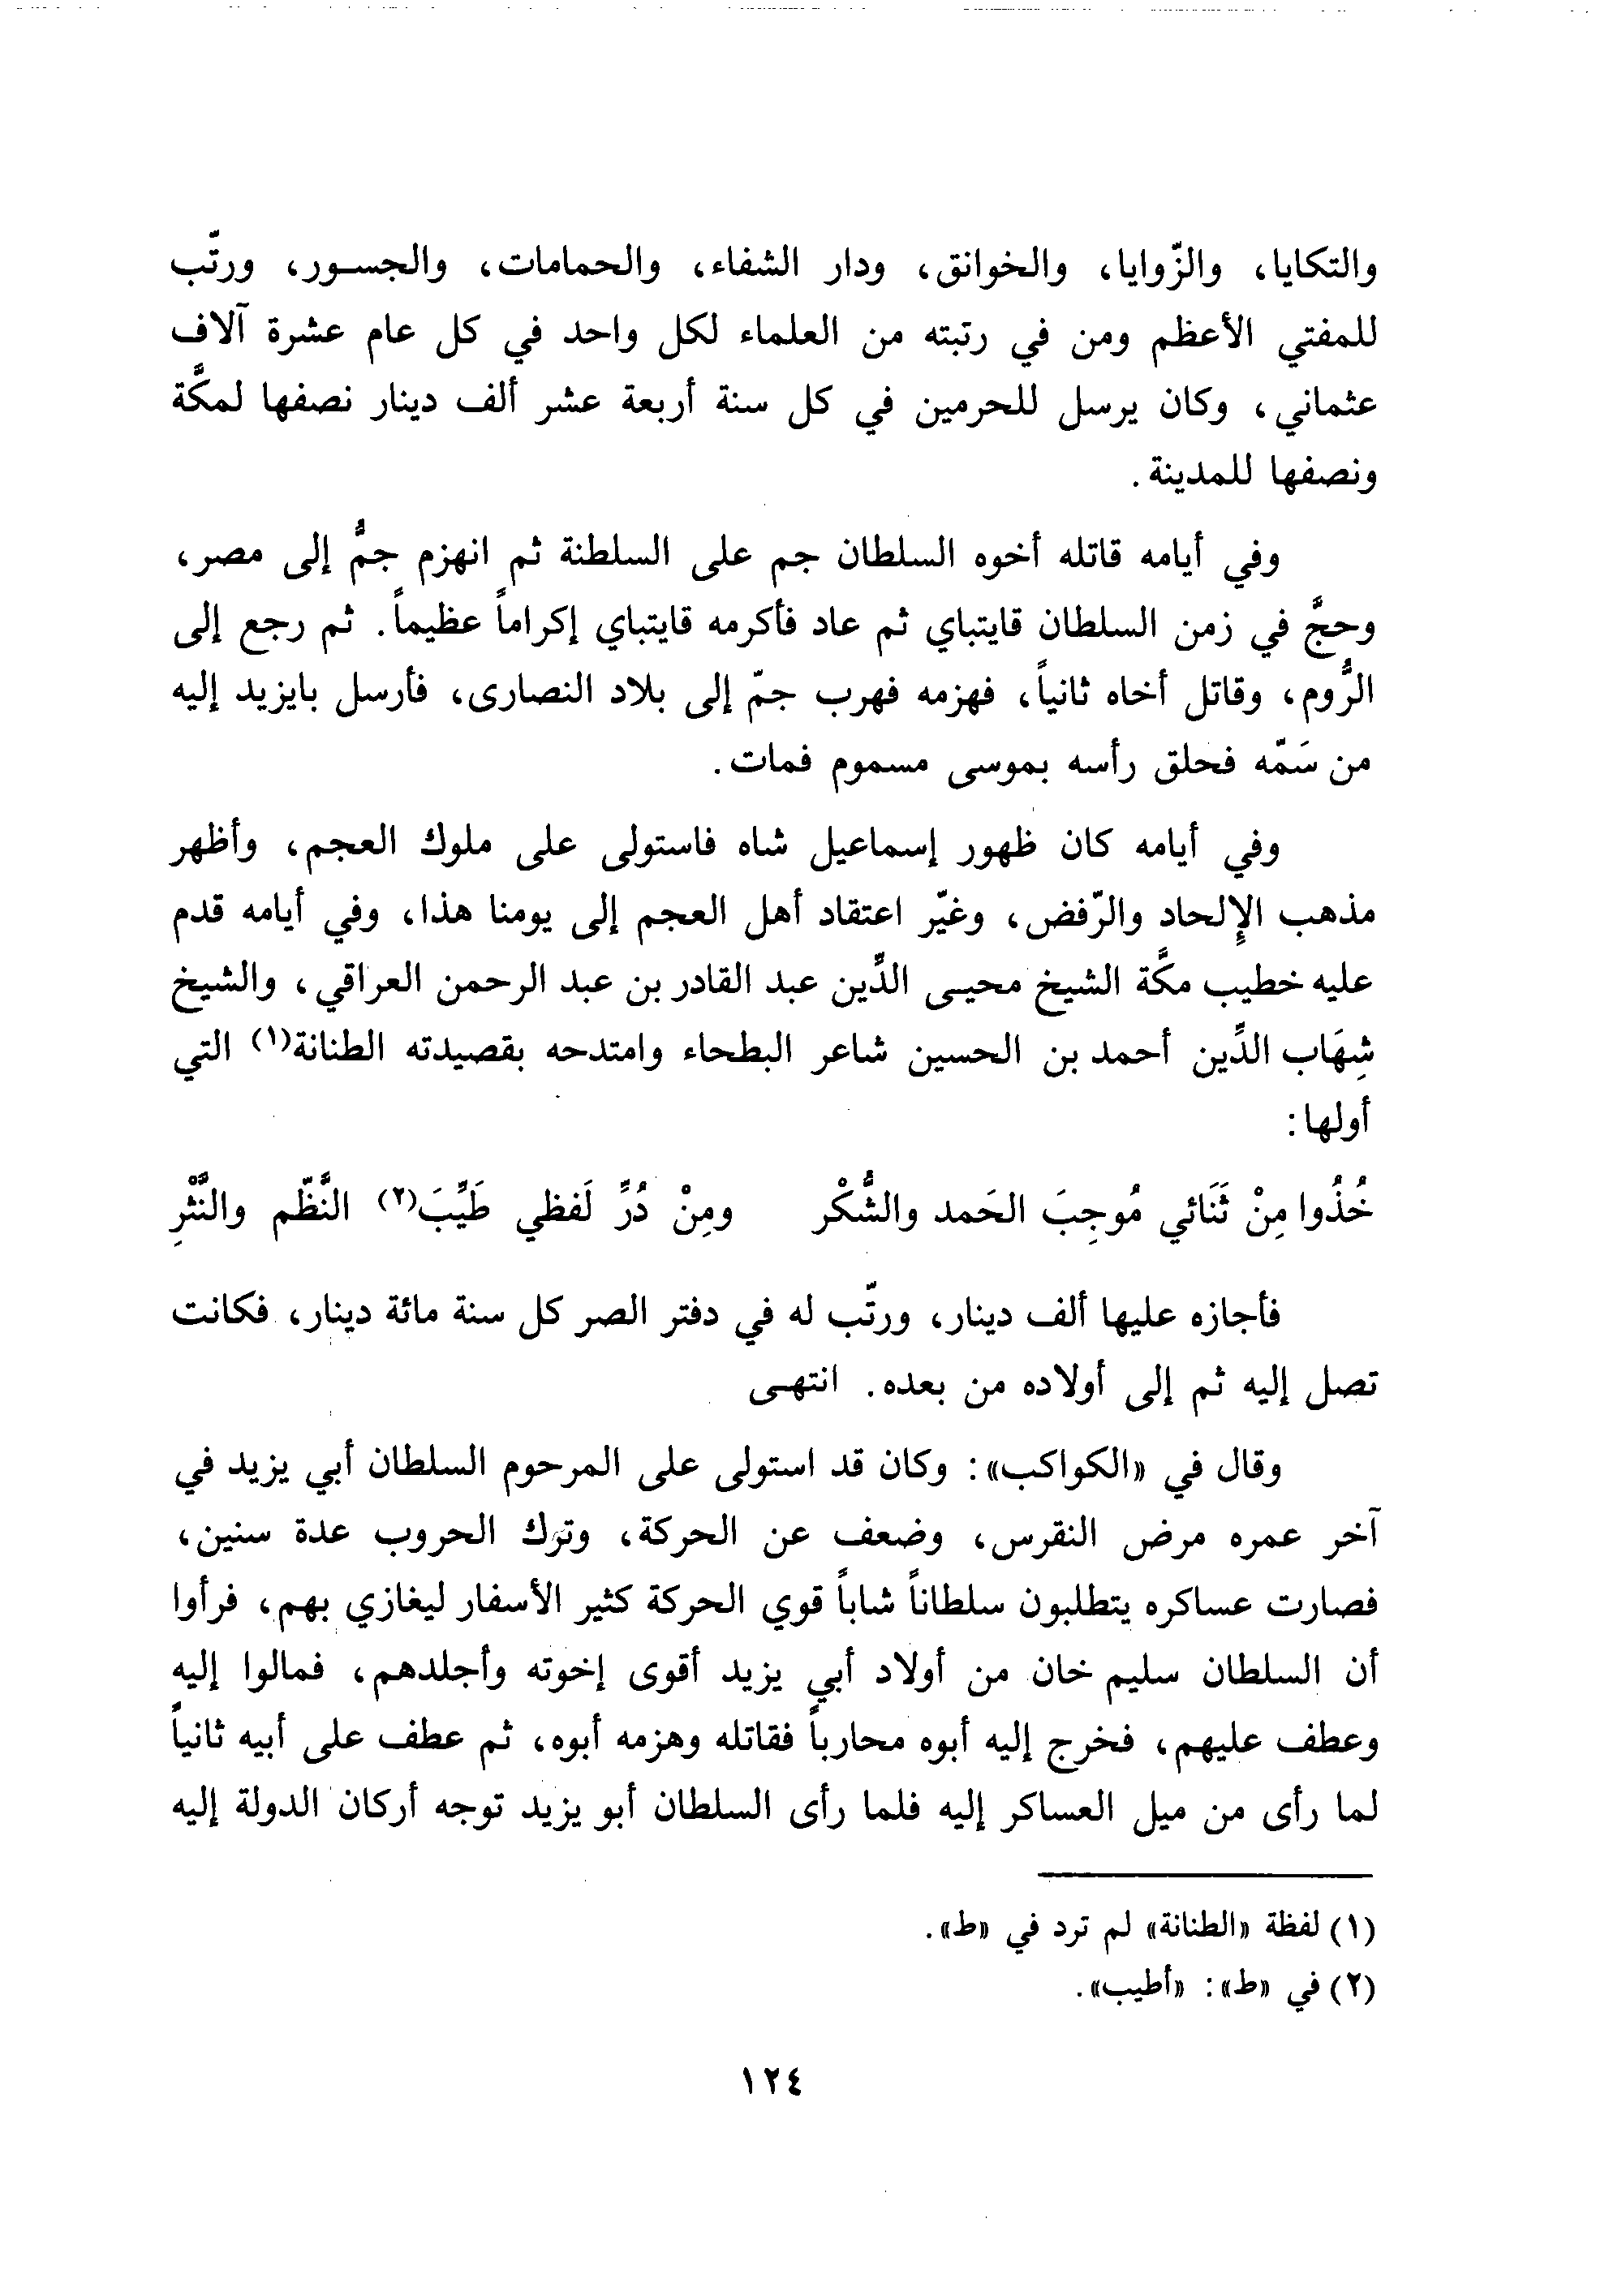 والتكايا، والزّوايا، والخوانق، ودار الشفاء، والحمامات، والجسور، ورتّب
للمفتي الأعظم ومن في رتبته من العلماء لكل واحد في كل عام عشرة آلاف
عثماني، وكان يرسل للحرمين في كل سنة أربعة عشر ألف دينار نصفها لمكَّة
ونصفها للمدينة.
وفي أيامه قاتله أخوه السلطان جم على السلطنة ثم انهزم جمُّ إلى مصر،
وحجَّ في زمن السلطان قايتباي ثم عاد فأكرمه قايتباي إكراماً عظيماً. ثم رجع إلى
الرُّوم، وقاتل أخاه ثانياً، فهزمه فهرب جمّ إلى بلاد النصارى، فأرسل بايزيد إليه
من سَمّه فحلق رأسه بموسى مسموم فمات.
وفي أيامه كان ظهور إسماعيل شاه فاستولى على ملوك العجم، وأظهر
مذهب الإِلحاد والرّفض، وغيّر اعتقاد أهل العجم إلى يومنا هذا، وفي أيامه قدم
عليه خطيب مكَّة الشيخ محيـى الدِّين عبد القادر بن عبد الرحمن العراقي، والشيخ
شِهَاب الدِّين أحمد بن الحسين شاعر البطحاء وامتدحه بقصيدته الطنانة(١) التي
أولها:
خُذُوا مِنْ ثَنَائي مُوجِبَ الحَمد والشُّكْر ومِنْ دُرِّ لَفظي طَيِّبَ(٢) النَّظّم والنَّثْرِ
فأجازه عليها ألف دينار، ورتّب له في دفتر الصر كل سنة مائة دينار، فكانت
تصل إليه ثم إلى أولاده من بعده. انتهـى
وقال في «الكواكب»: وكان قد استولى على المرحوم السلطان أبي يزيد في
آخر عمره مرض النقرس، وضعف عن الحركة، وترك الحروب عدة سنين،
فصارت عساكره يتطلبون سلطاناً شاباً قوي الحركة كثير الأسفار ليغازي بهم، فرأوا
أن السلطان سليم خان من أولاد أبي يزيد أقوى إخوته وأجلدهم، فمالوا إليه
وعطف عليهم، فخرج إليه أبوه محارباً فقاتله وهزمه أبوه، ثم عطف على أبيه ثانياً
لما رأى من ميل العساكر إليه فلما رأى السلطان أبو يزيد توجه أركان الدولة إليه
(١) لفظة «الطنانة» لم ترد في «ط».
(٢) في «ط»: «أطيب».
١٢٤